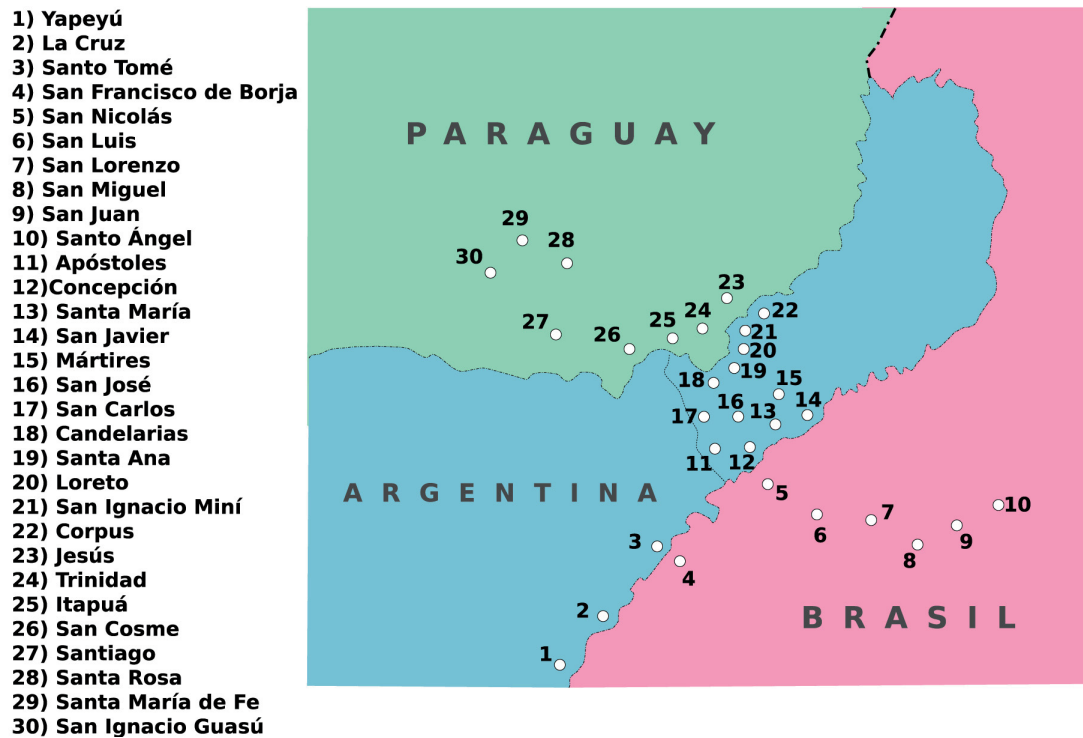 1) Yapeyú
2) La Cruz
3) Santo Tomé
4) San Francisco de Borja
5) San Nicolás
6) San Luis
7) San Lorenzo
8) San Miguel
9) San Juan
10) Santo Ángel
11) Apóstoles
12)Concepción
13) Santa María
14) San Javier
15) Mártires
16) San José
17) San Carlos
18) Candelarias
19) Santa Ana
20) Loreto
21) San Ignacio Miní
22) Corpus
23) Jesús
24) Trinidad
25) Itapuá
26) San Cosme
27) Santiago
28) Santa Rosa
29) Santa María de Fe
30) San Ignacio Guasú
PARAGUAY
29
28
30
23
22
24
27
25
21
26
20
19
18
15
16
14
17
13
12
11
ARGENTINA
5
10
7
6
9
3
8
4
2
BRASIL
1